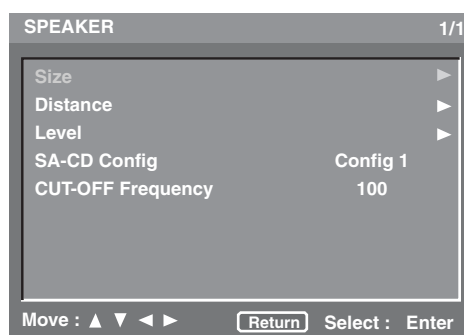 SPEAKER 1/1
Size ►
Distance ►
Level ►
SA-CD Config Config 1
CUT-OFF Frequency 100
Move : ▲ ▼ ◄ ► Return Select : Enter